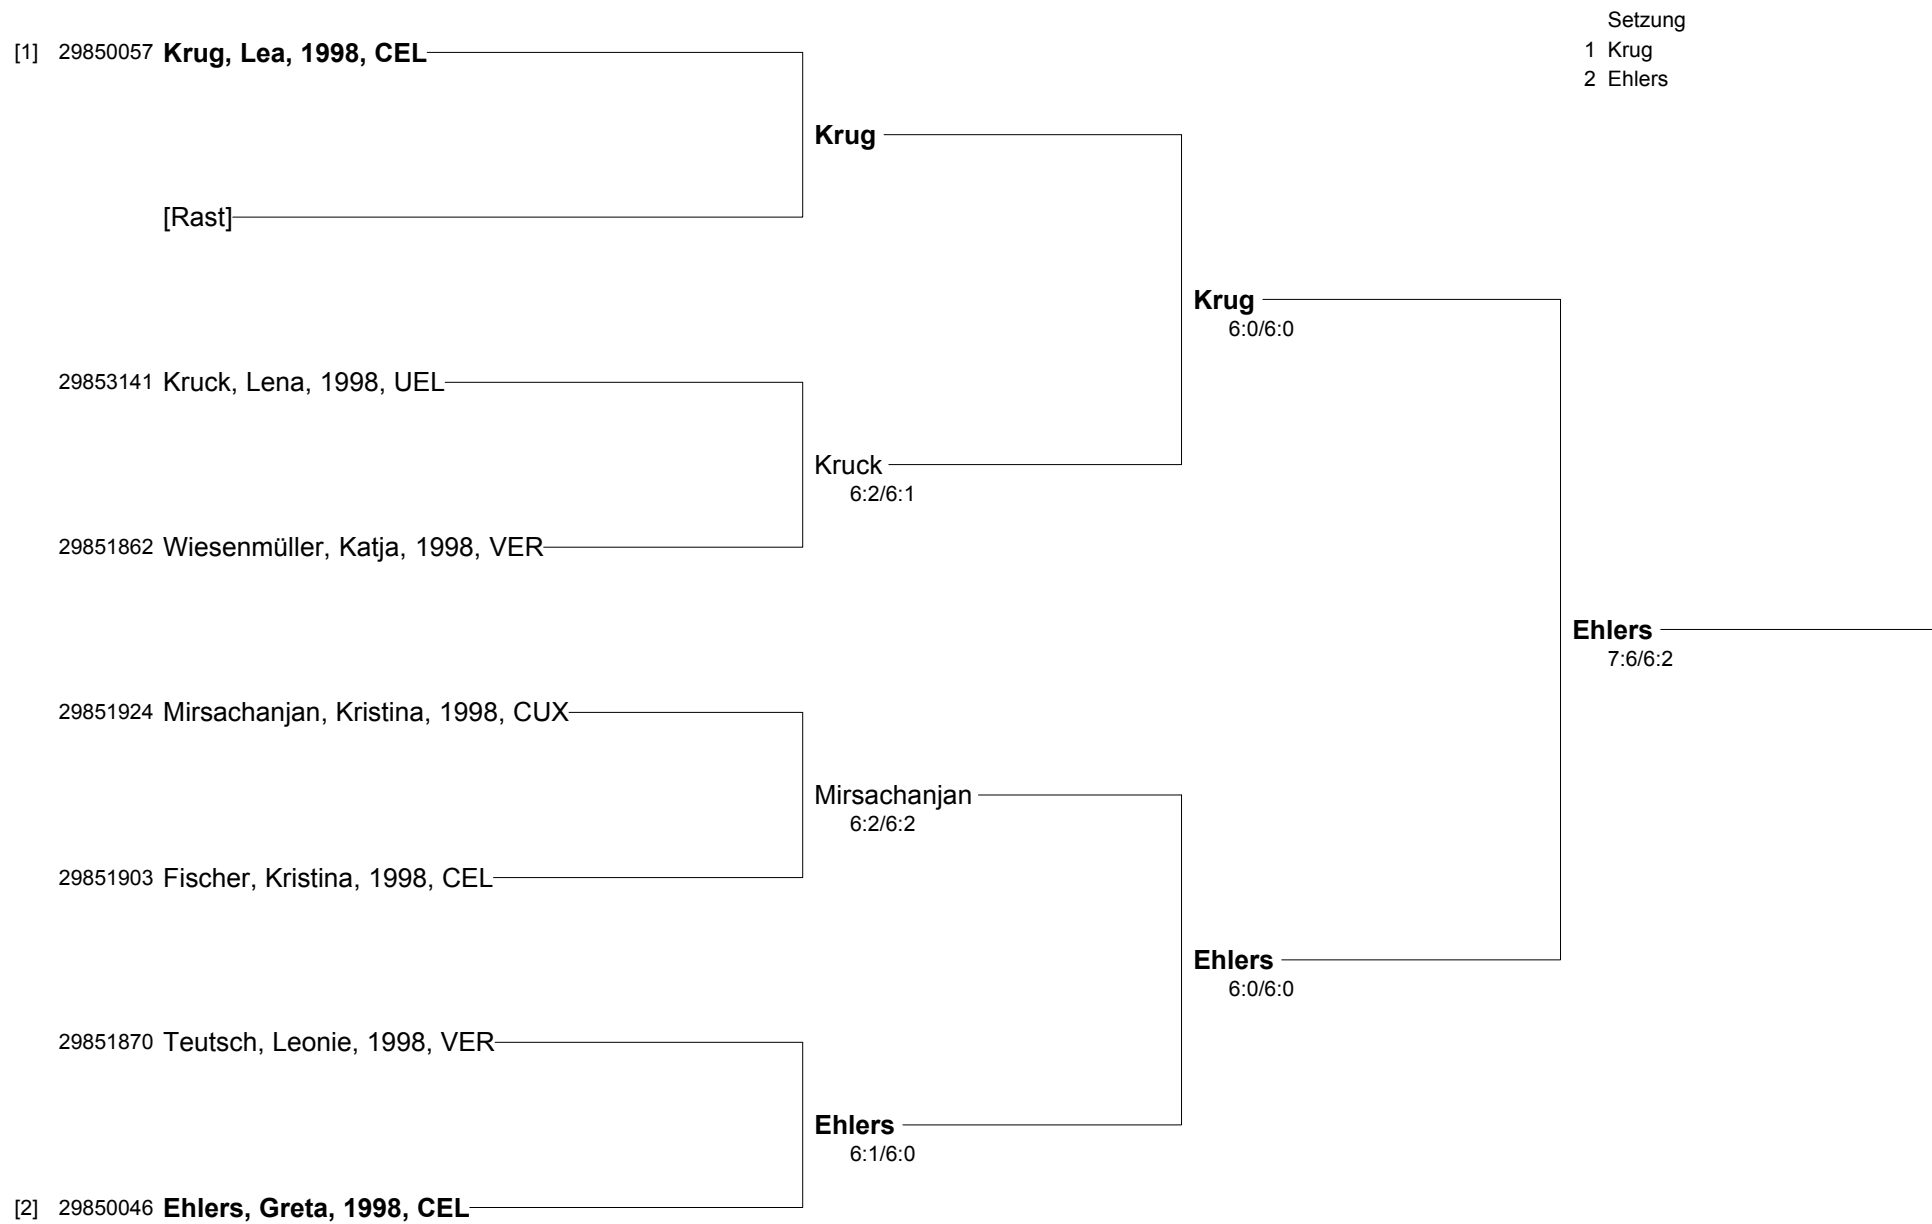 Setzung
1 Krug
2 Ehlers
[1] 29850057 Krug, Lea, 1998, CEL
Krug
[Rast]
Krug
6:0/6:0
29853141 Kruck, Lena, 1998, UEL
Kruck
6:2/6:1
29851862 Wiesenmüller, Katja, 1998, VER
Ehlers
7:6/6:2
29851924 Mirsachanjan, Kristina, 1998, CUX
Mirsachanjan
6:2/6:2
29851903 Fischer, Kristina, 1998, CEL
Ehlers
6:0/6:0
29851870 Teutsch, Leonie, 1998, VER
Ehlers
6:1/6:0
[2] 29850046 Ehlers, Greta, 1998, CEL